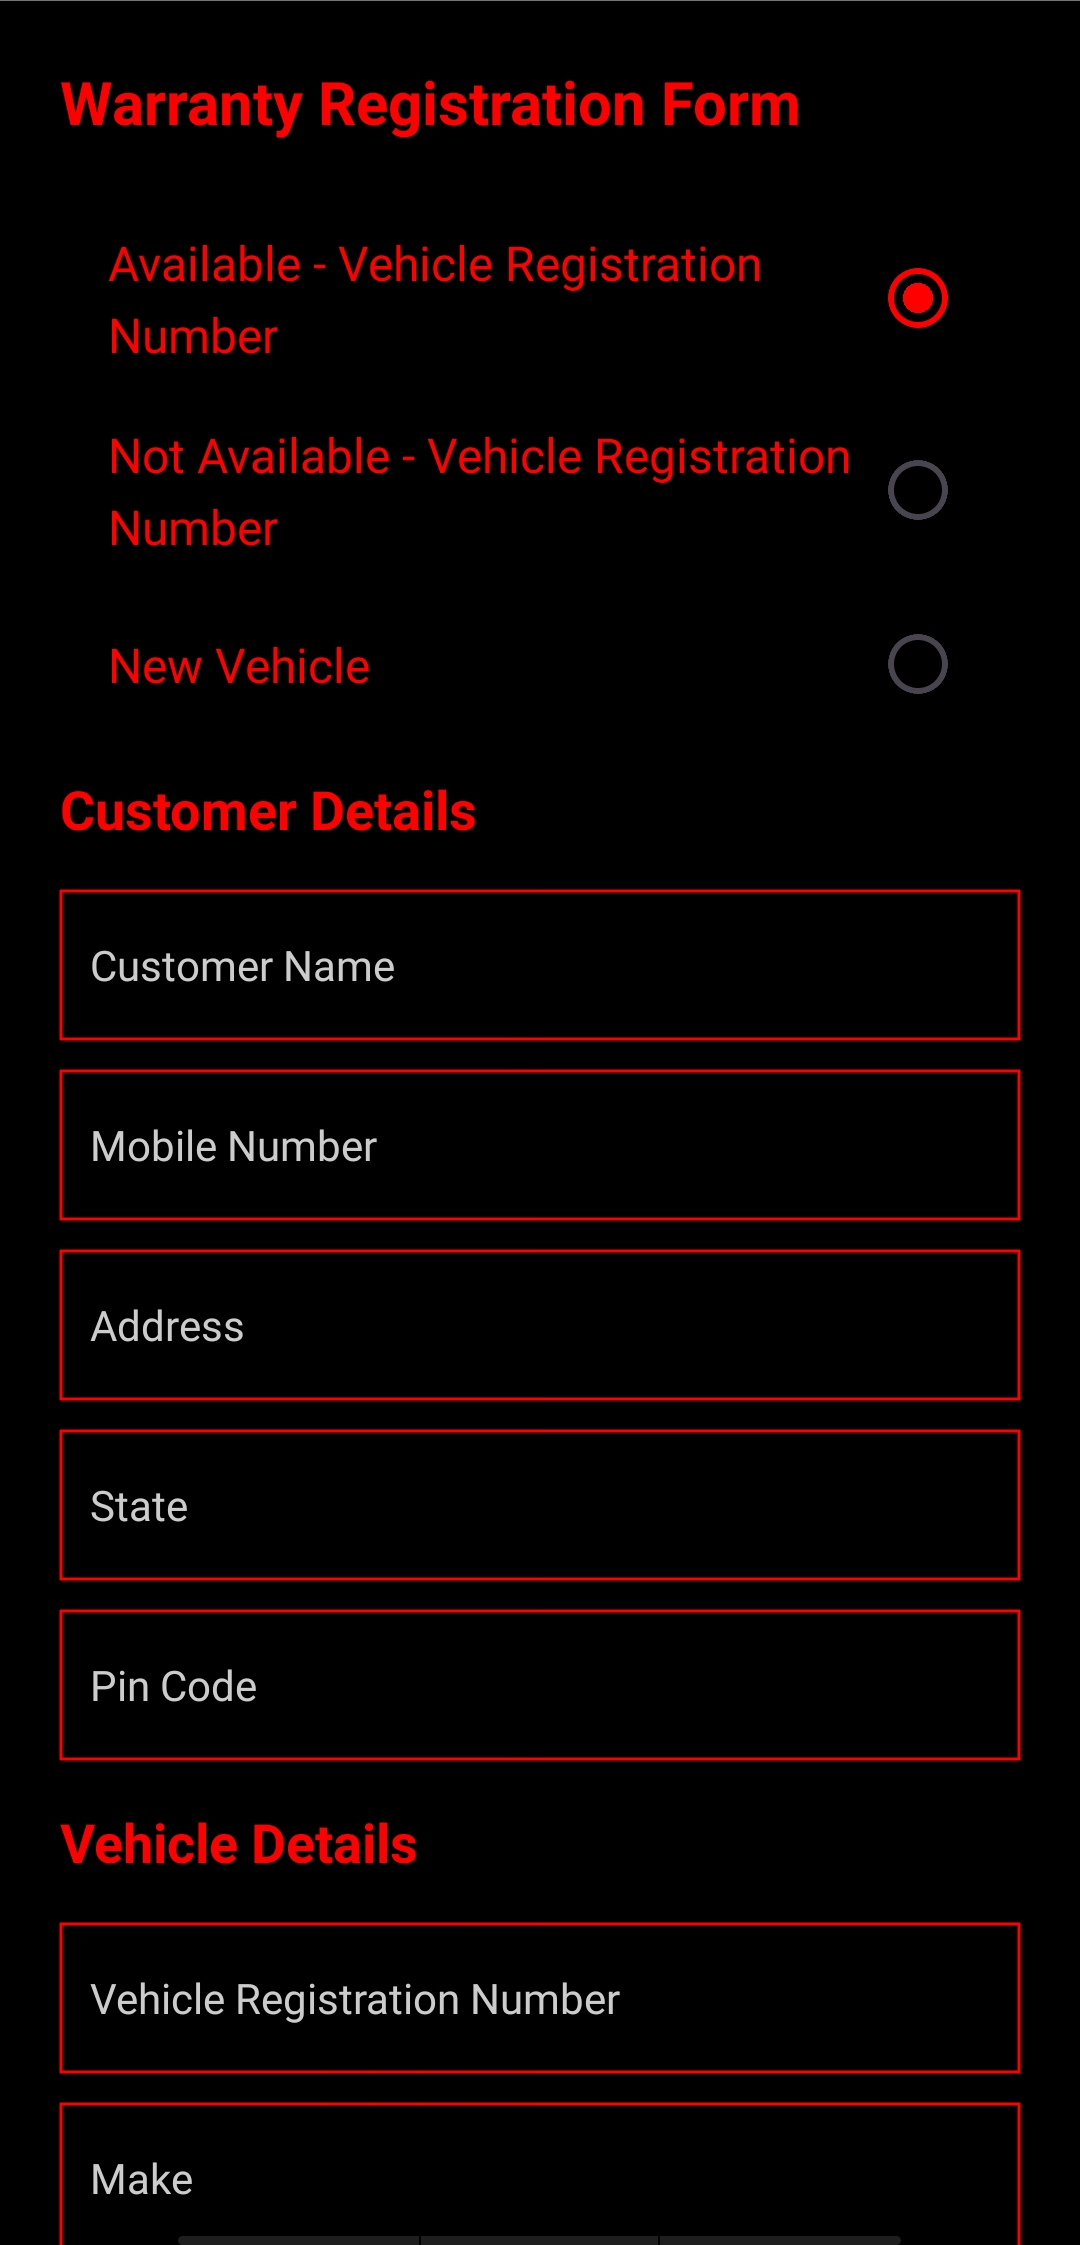 Warranty Registration Form
Available - Vehicle Registration
Number
Not Available - Vehicle Registration
Number
New Vehicle
Customer Details
Customer Name
Mobile Number
Address
State
Pin Code
Vehicle Details
Vehicle Registration Number
Make